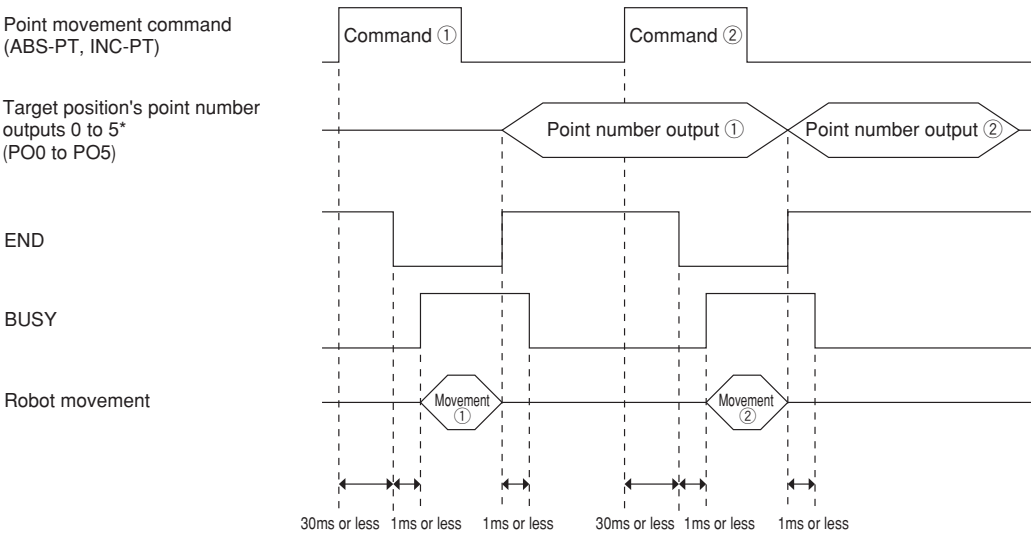 Point movement command
(ABS-PT, INC-PT)
Command ①
Command ②
Target position's point number
outputs 0 to 5*
(PO0 to PO5)
Point number output ①
Point number output ②
END
BUSY
Robot movement
Movement
①
Movement
②
30ms or less 1ms or less 1ms or less 30ms or less 1ms or less 1ms or less